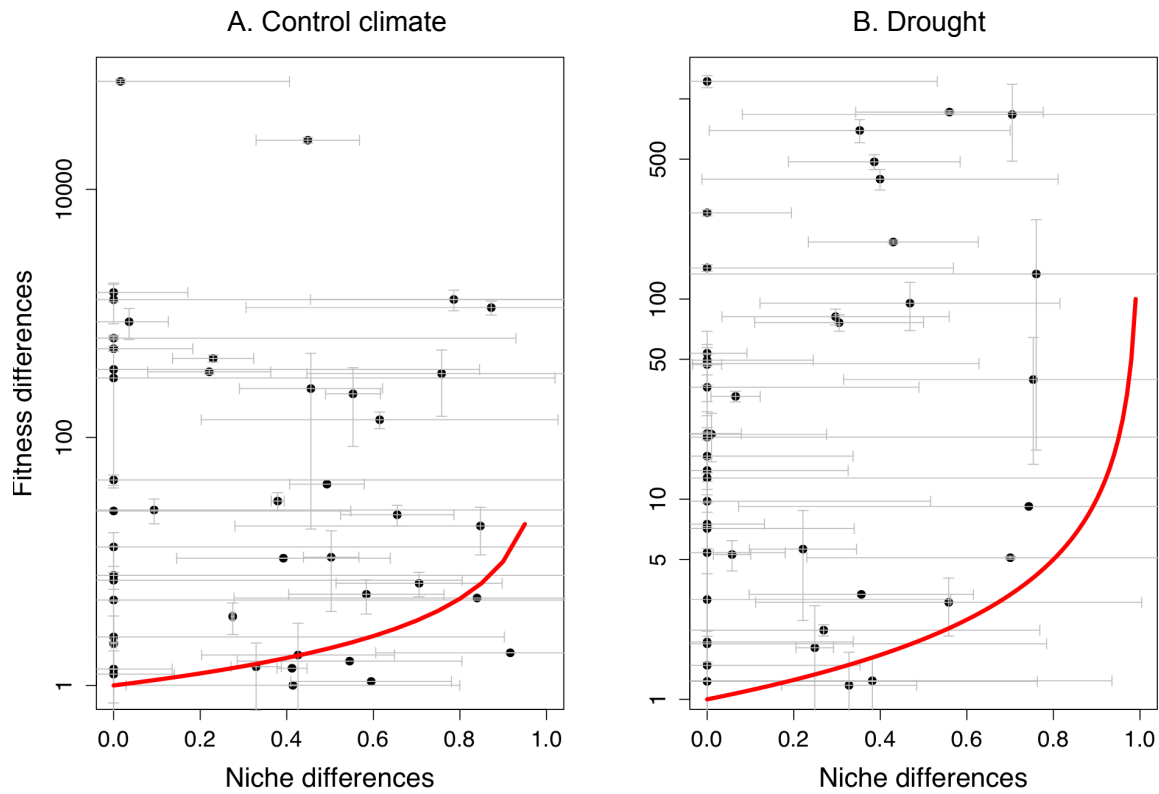 A. Control climate
B. Drought
Fitness differences
10000
100
1
500
100
50
10
5
1
0.0 0.2 0.4 0.6 0.8 1.0
0.0 0.2 0.4 0.6 0.8 1.0
Niche differences
Niche differences